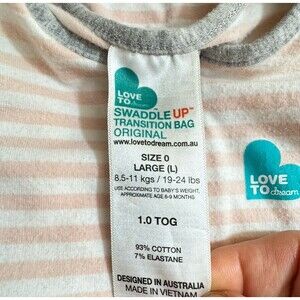 LOVE
TO dream
SWADDLE UP™
TRANSITION BAG
ORIGINAL
www.lovetodream.com.au
SIZE 0
LARGE (L)
8.5-11 kgs / 19-24 lbs
USE ACCORDING TO BABY'S WEIGHT.
APPROXIMATE AGE 6-9 MONTHS
1.0 TOG
93% COTTON
7% ELASTANE
DESIGNED IN AUSTRALIA
MADE IN VIETNAM
LOVE
TO dream